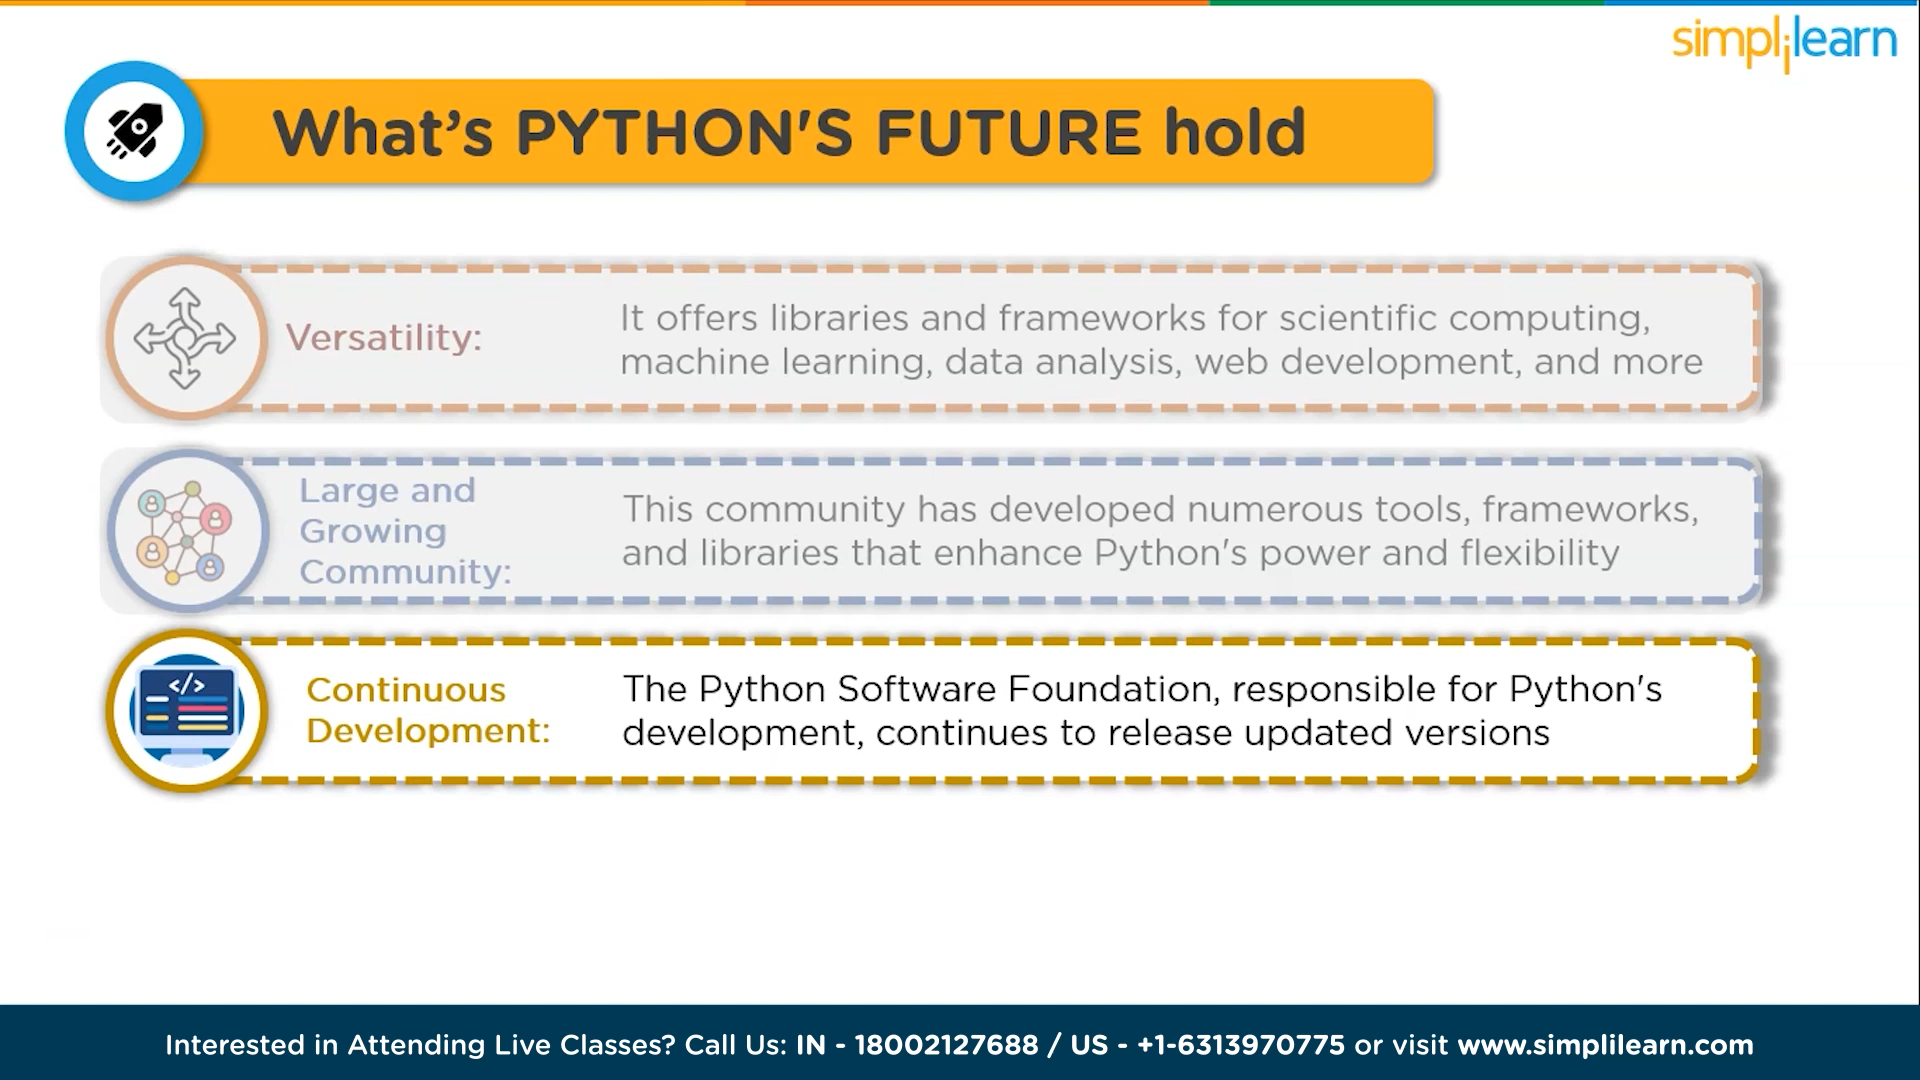 simplilearn
What’s PYTHON'S FUTURE hold
Versatility:
It offers libraries and frameworks for scientific computing,
machine learning, data analysis, web development, and more
Large and
Growing
Community:
This community has developed numerous tools, frameworks,
and libraries that enhance Python's power and flexibility
</>
Continuous
Development:
The Python Software Foundation, responsible for Python's
development, continues to release updated versions
Interested in Attending Live Classes? Call Us: IN - 18002127688 / US - +1-6313970775 or visit www.simplilearn.com